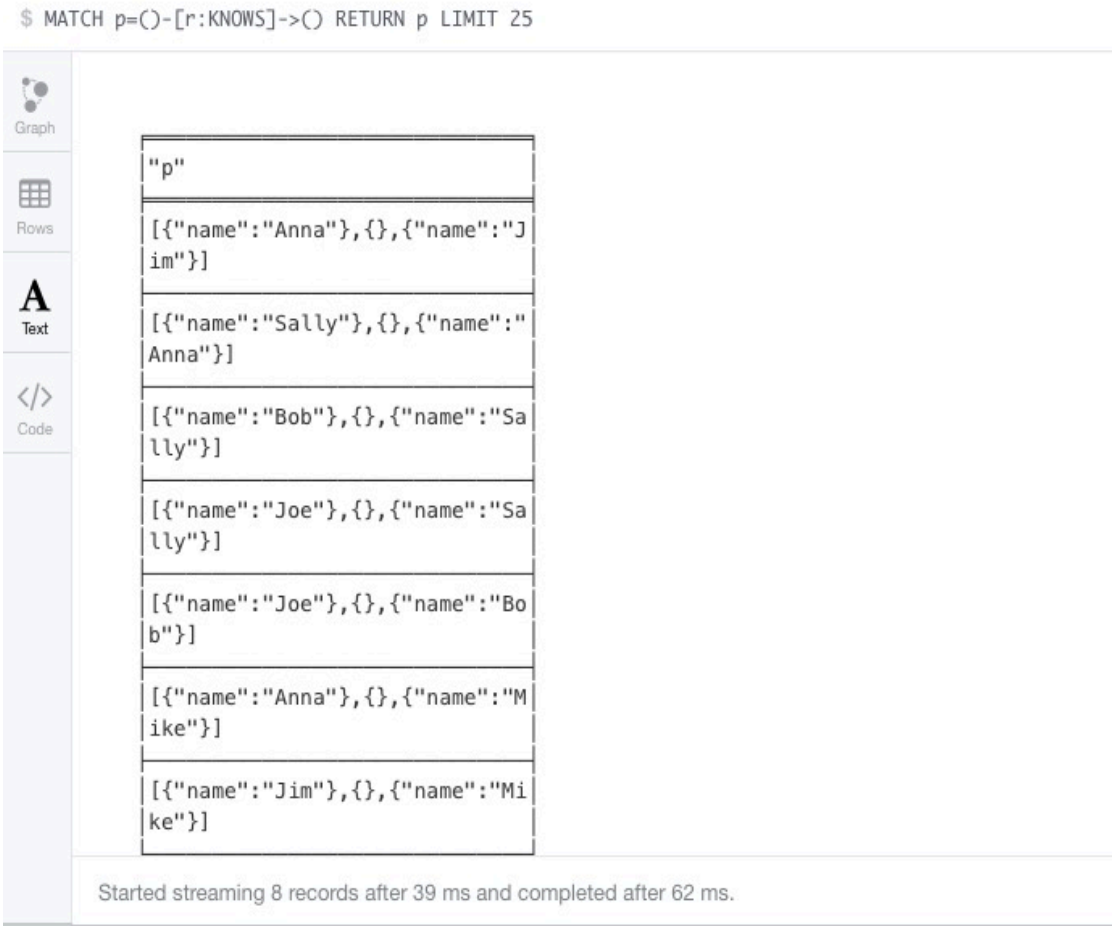 $ MATCH p=()-[r:KNOWS]->() RETURN p LIMIT 25
Graph
Rows
A
Text
</>
Code
"p"
[{"name":"Anna"},{},{"name":"J
im"}]
[{"name":"Sally"},{},{"name":"
Anna"}]
[{"name":"Bob"},{},{"name":"Sa
lly"}]
[{"name":"Joe"},{},{"name":"Sa
lly"}]
[{"name":"Joe"},{},{"name":"Bo
b"}]
[{"name":"Anna"},{},{"name":"M
ike"}]
[{"name":"Jim"},{},{"name":"Mi
ke"}]
Started streaming 8 records after 39 ms and completed after 62 ms.